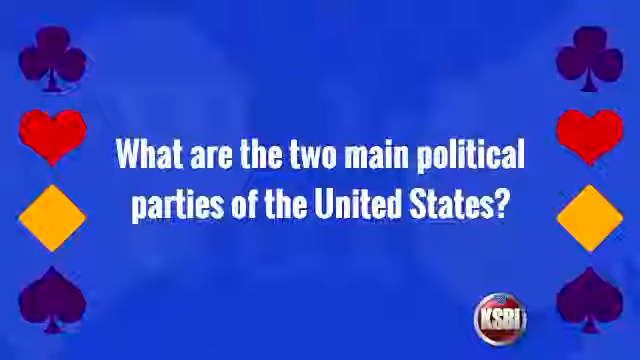 What are the two main political
parties of the United States?
KSBI